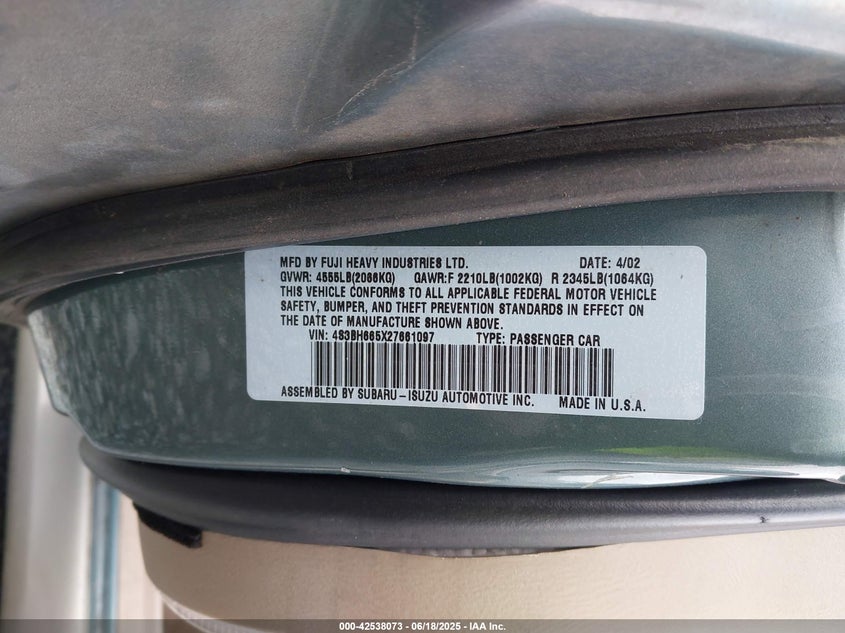 MFD BY FUJI HEAVY INDUSTRIES LTD. DATE: 4/02
GVWR: 4555LB(2066KG) GAWR:F 2210LB(1002KG) R 2345LB(1064KG)
THIS VEHICLE CONFORMS TO ALL APPLICABLE FEDERAL MOTOR VEHICLE
SAFETY, BUMPER, AND THEFT PREVENTION STANDARDS IN EFFECT ON
THE DATE OF MANUFACTURE SHOWN ABOVE.
VIN: 4S3BH665X27661097 TYPE: PASSENGER CAR
ASSEMBLED BY SUBARU-ISUZU AUTOMOTIVE INC. MADE IN U.S.A.
000-42538073 - 06/18/2025 - IAA Inc.